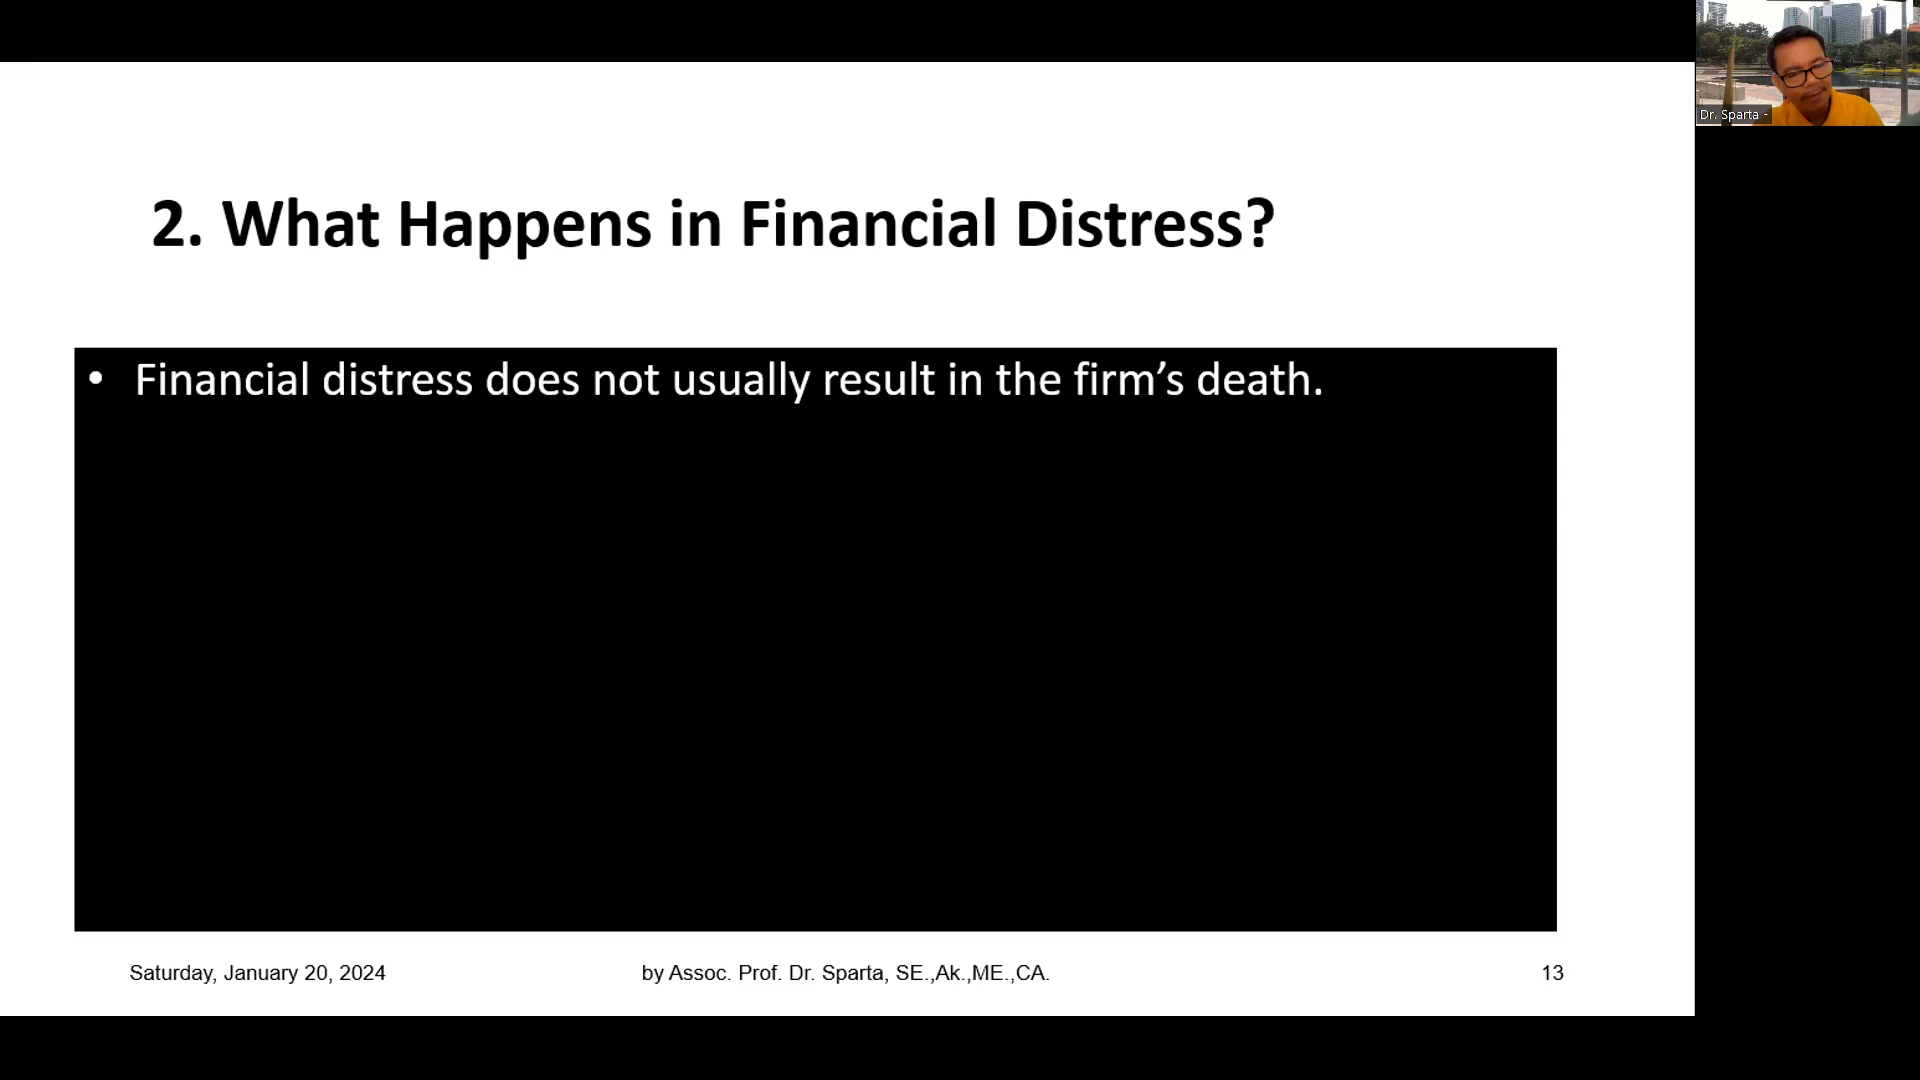 Dr. Sparta -
2. What Happens in Financial Distress?
• Financial distress does not usually result in the firm’s death.
Saturday, January 20, 2024
by Assoc. Prof. Dr. Sparta, SE.,Ak.,ME.,CA.
13